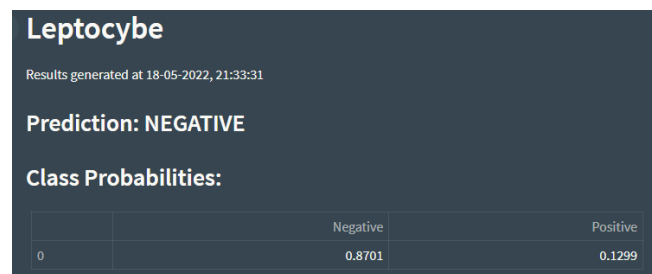 Leptocybe
Results generated at 18-05-2022, 21:33:31
Prediction: NEGATIVE
Class Probabilities:
Negative Positive
0 0.8701 0.1299